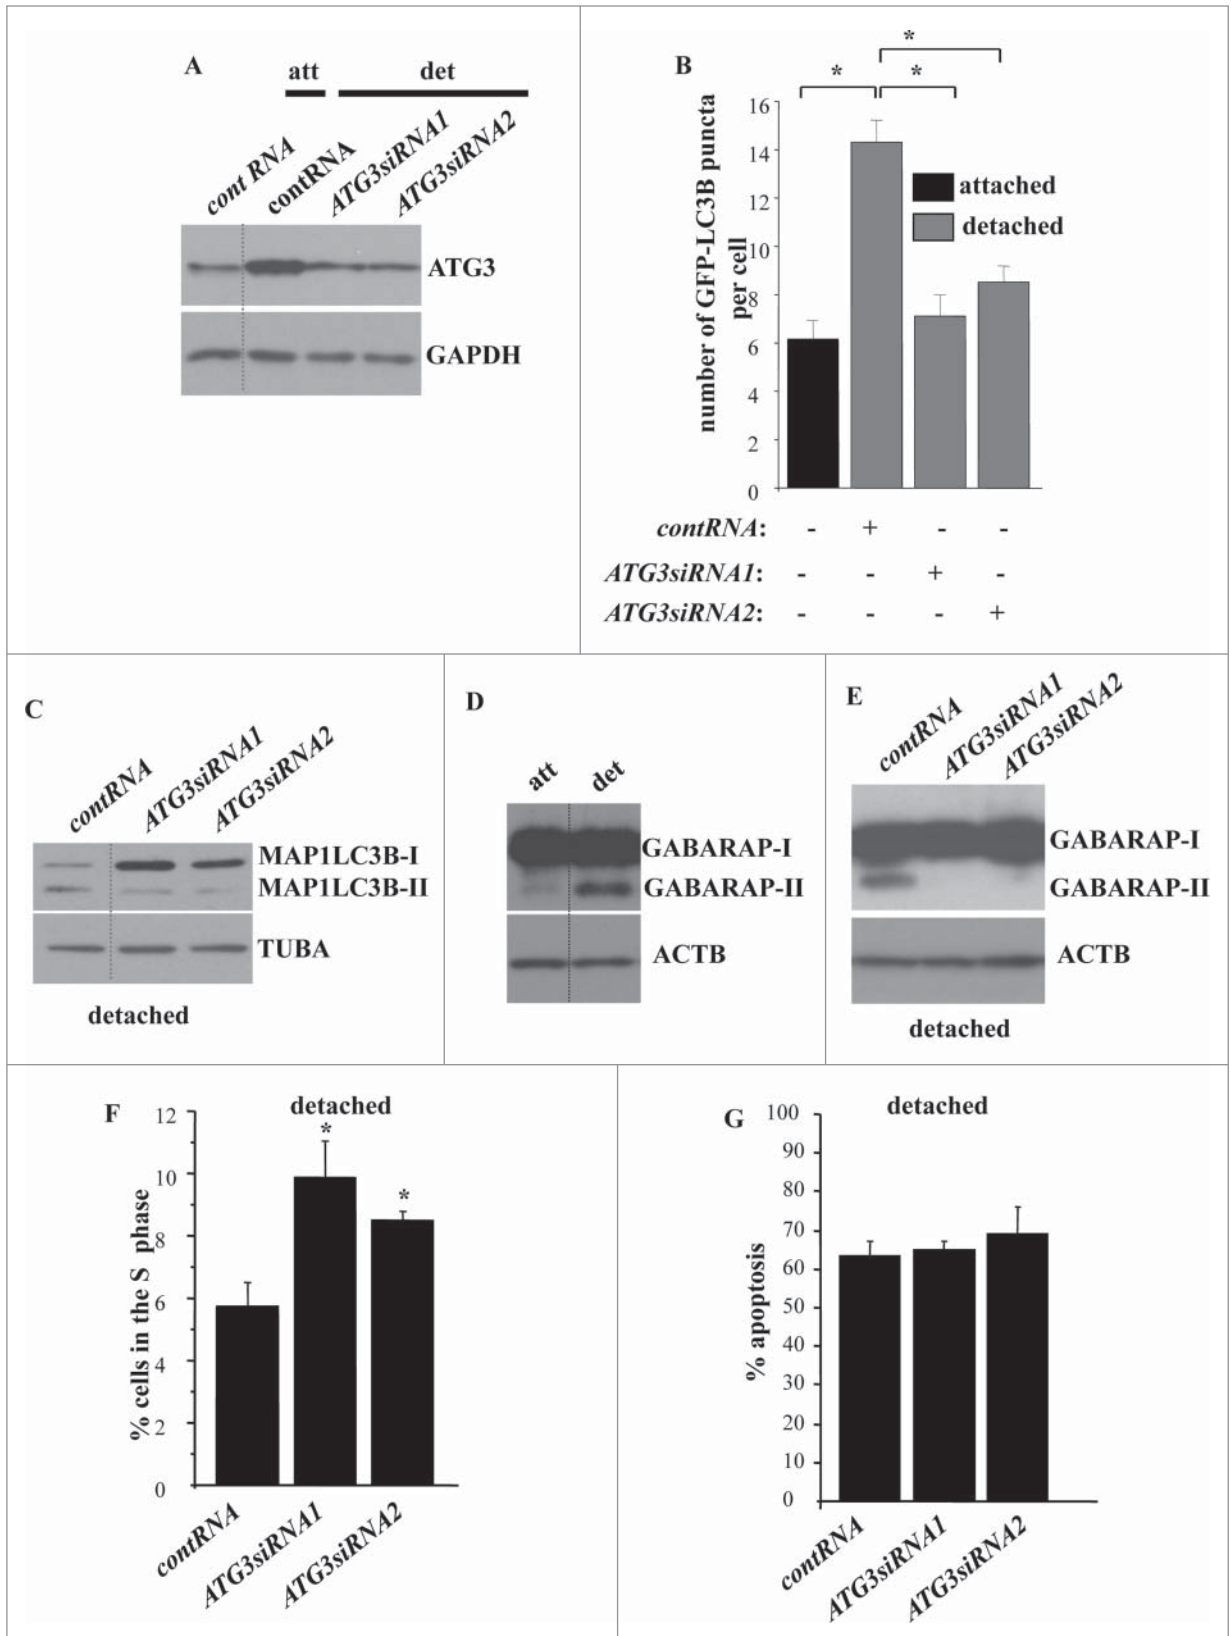 A
att
det
cont RNA
contRNA
ATG3siRNA1
ATG3siRNA2
ATG3
GAPDH
B
*
*
*
number of GFP-LC3B puncta
per cell
16
14
12
10
8
6
4
2
0
attached
detached
contRNA: - + - -
ATG3siRNA1: - - + -
ATG3siRNA2: - - - +
C
contRNA
ATG3siRNA1
ATG3siRNA2
MAP1LC3B-I
MAP1LC3B-II
TUBA
detached
D
att
det
GABARAP-I
GABARAP-II
ACTB
E
contRNA
ATG3siRNA1
ATG3siRNA2
GABARAP-I
GABARAP-II
ACTB
detached
F
detached
% cells in the S phase
12
10
8
6
4
2
0
*
*
contRNA
ATG3siRNA1
ATG3siRNA2
G
detached
% apoptosis
100
90
80
70
60
50
40
30
20
10
0
contRNA
ATG3siRNA1
ATG3siRNA2